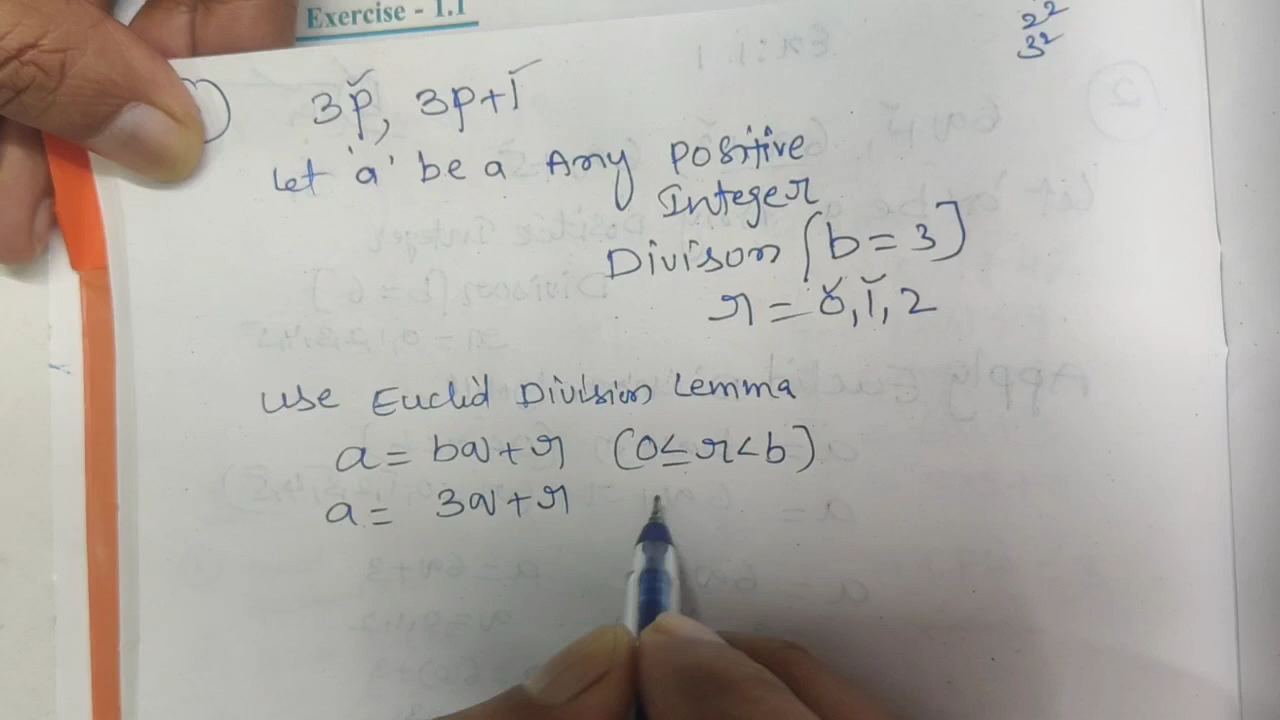 Exercise - 1.1
2²
3²
3p, 3p+1
Let 'a' be a Any Positive
Integer
Divison [b = 3]
r = 0, 1, 2
use Euclid Division Lemma
a = bq + r (0 ≤ r < b)
a = 3q + r